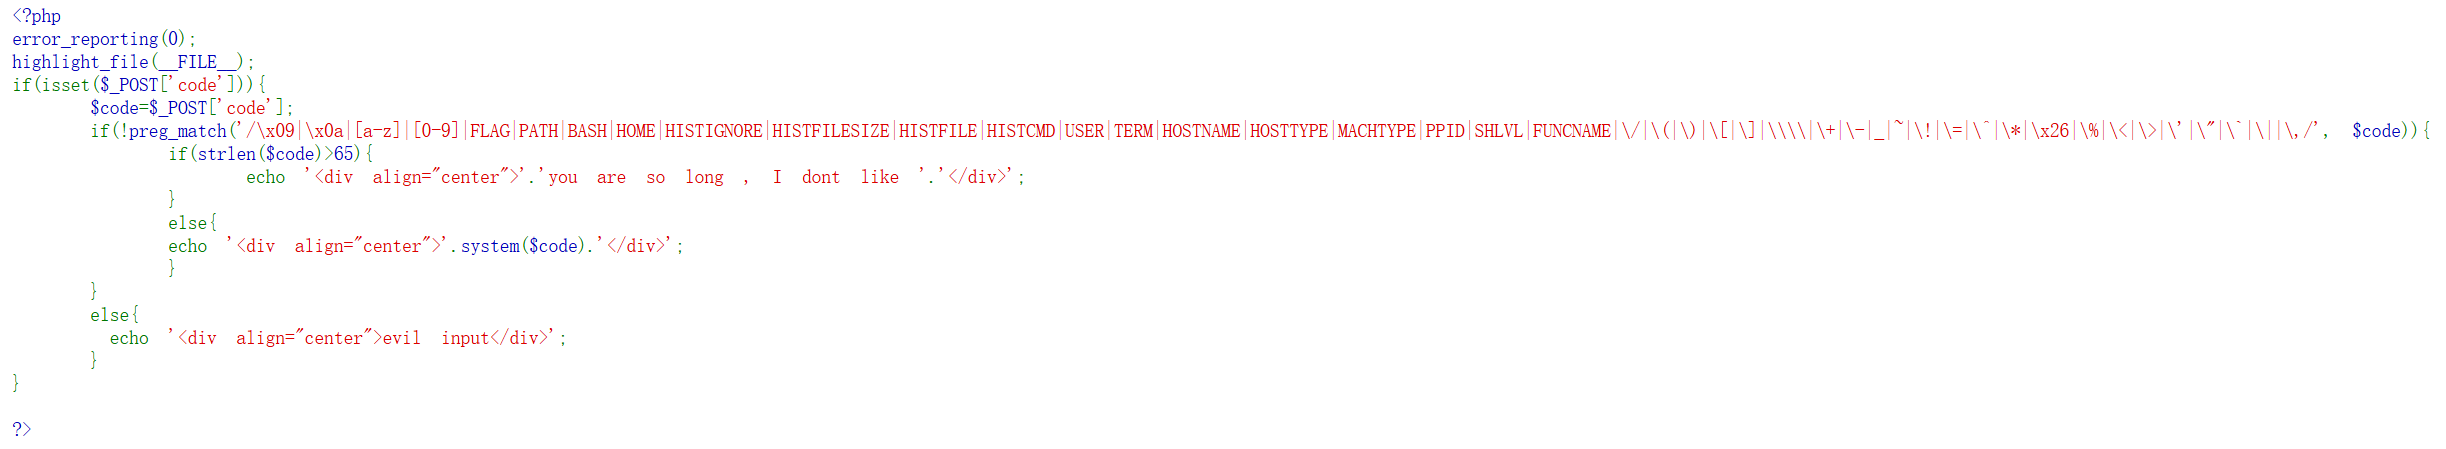 <?php
error_reporting(0);
highlight_file(__FILE__);
if(isset($_POST['code'])){
$code=$_POST['code'];
if(!preg_match('/\x09|\x0a|[a-z]|[0-9]|FLAG|PATH|BASH|HOME|HISTIGNORE|HISTFILESIZE|HISTFILE|HISTCMD|USER|TERM|HOSTNAME|HOSTTYPE|MACHTYPE|PPID|SHLVL|FUNCNAME|\/|\(|\)|\[|\]|\\\\|\+|\-|_|~|\!|\=|\^|\*|\x26|\%|\<|\>|\'|\"|\`|\||\,/', $code)){
if(strlen($code)>65){
echo '<div align="center">'.'you are so long , I dont like '.'</div>';
}
else{
echo '<div align="center">'.system($code).'</div>';
}
}
else{
echo '<div align="center">evil input</div>';
}
}
?>